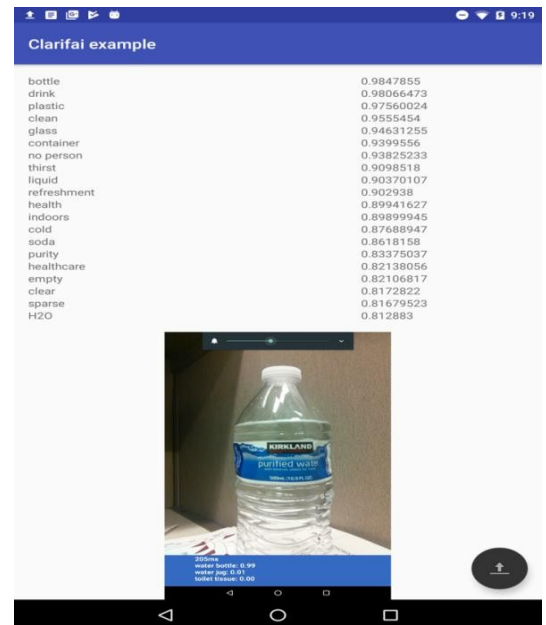 9:19
Clarifai example
bottle 0.9847855
drink 0.98066473
plastic 0.97560024
clean 0.9555454
glass 0.94631255
container 0.9399556
no person 0.93825233
thirst 0.9098518
liquid 0.90370107
refreshment 0.902938
health 0.89941627
indoors 0.89899945
cold 0.87688947
soda 0.8618158
purity 0.83375037
healthcare 0.82138056
empty 0.82106817
clear 0.8172822
sparse 0.81679523
H2O 0.812883
KIRKLAND
purified water
205ms
water bottle: 0.99
water jug: 0.01
toilet tissue: 0.00